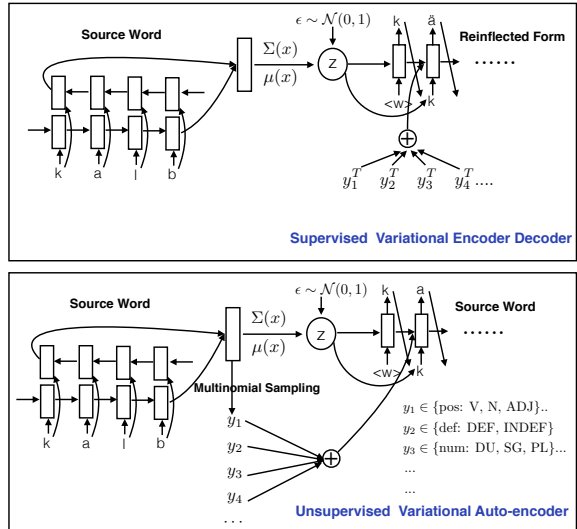 ϵ ∼ N(0, 1)
Source Word
Σ(x)
μ(x)
z
k
ä
Reinflected Form
......
<w>
k
k a l b
+
y₁ᵀ y₂ᵀ y₃ᵀ y₄ᵀ ....
Supervised Variational Encoder Decoder
ϵ ∼ N(0, 1)
Source Word
Σ(x)
μ(x)
z
k
a
Source Word
......
<w>
k
Multinomial Sampling
k a l b
y₁
y₂
y₃
y₄
...
+
y₁ ∈ {pos: V, N, ADJ}..
y₂ ∈ {def: DEF, INDEF}
y₃ ∈ {num: DU, SG, PL}...
...
...
Unsupervised Variational Auto-encoder